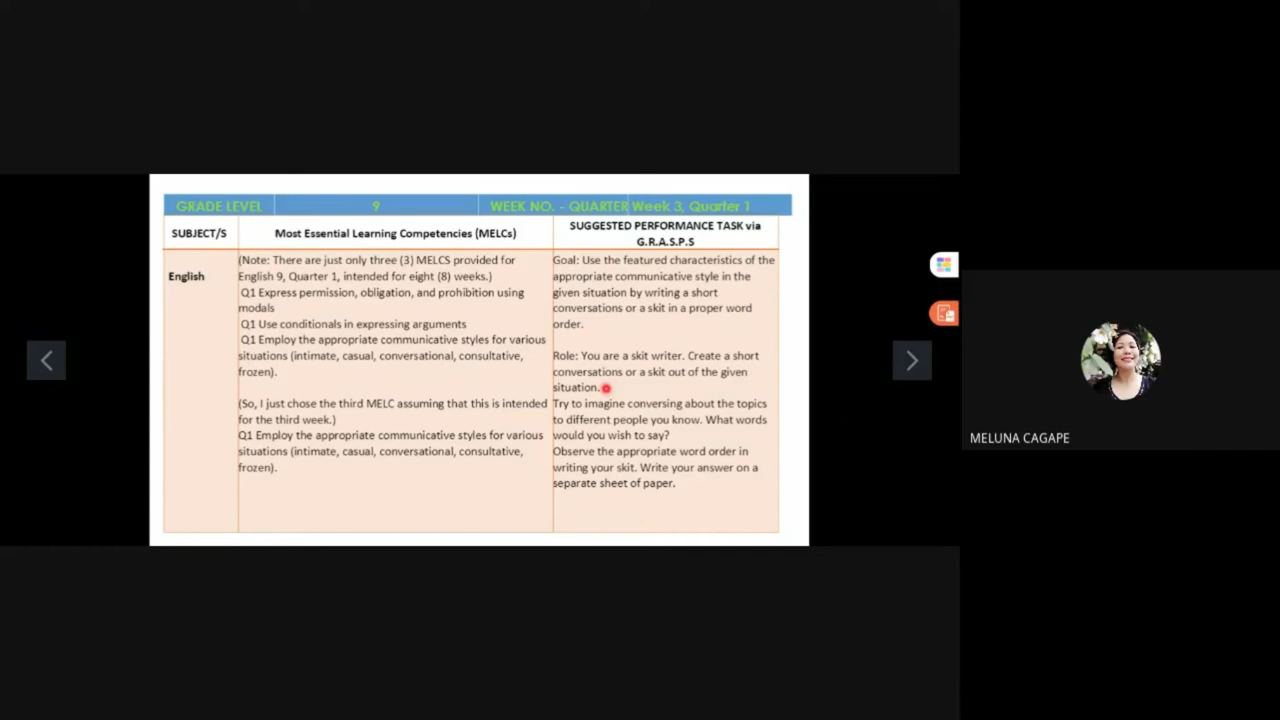 GRADE LEVEL 9 WEEK NO. - QUARTER Week 3, Quarter 1
SUBJECT/S
Most Essential Learning Competencies (MELCs)
SUGGESTED PERFORMANCE TASK via
G.R.A.S.P.S
English
(Note: There are just only three (3) MELCS provided for
English 9, Quarter 1, intended for eight (8) weeks.)
Q1 Express permission, obligation, and prohibition using
modals
Q1 Use conditionals in expressing arguments
Q1 Employ the appropriate communicative styles for various
situations (intimate, casual, conversational, consultative,
frozen).
(So, I just chose the third MELC assuming that this is intended
for the third week.)
Q1 Employ the appropriate communicative styles for various
situations (intimate, casual, conversational, consultative,
frozen).
Goal: Use the featured characteristics of the
appropriate communicative style in the
given situation by writing a short
conversations or a skit in a proper word
order.
Role: You are a skit writer. Create a short
conversations or a skit out of the given
situation.
Try to imagine conversing about the topics
to different people you know. What words
would you wish to say?
Observe the appropriate word order in
writing your skit. Write your answer on a
separate sheet of paper.
MELUNA CAGAPE